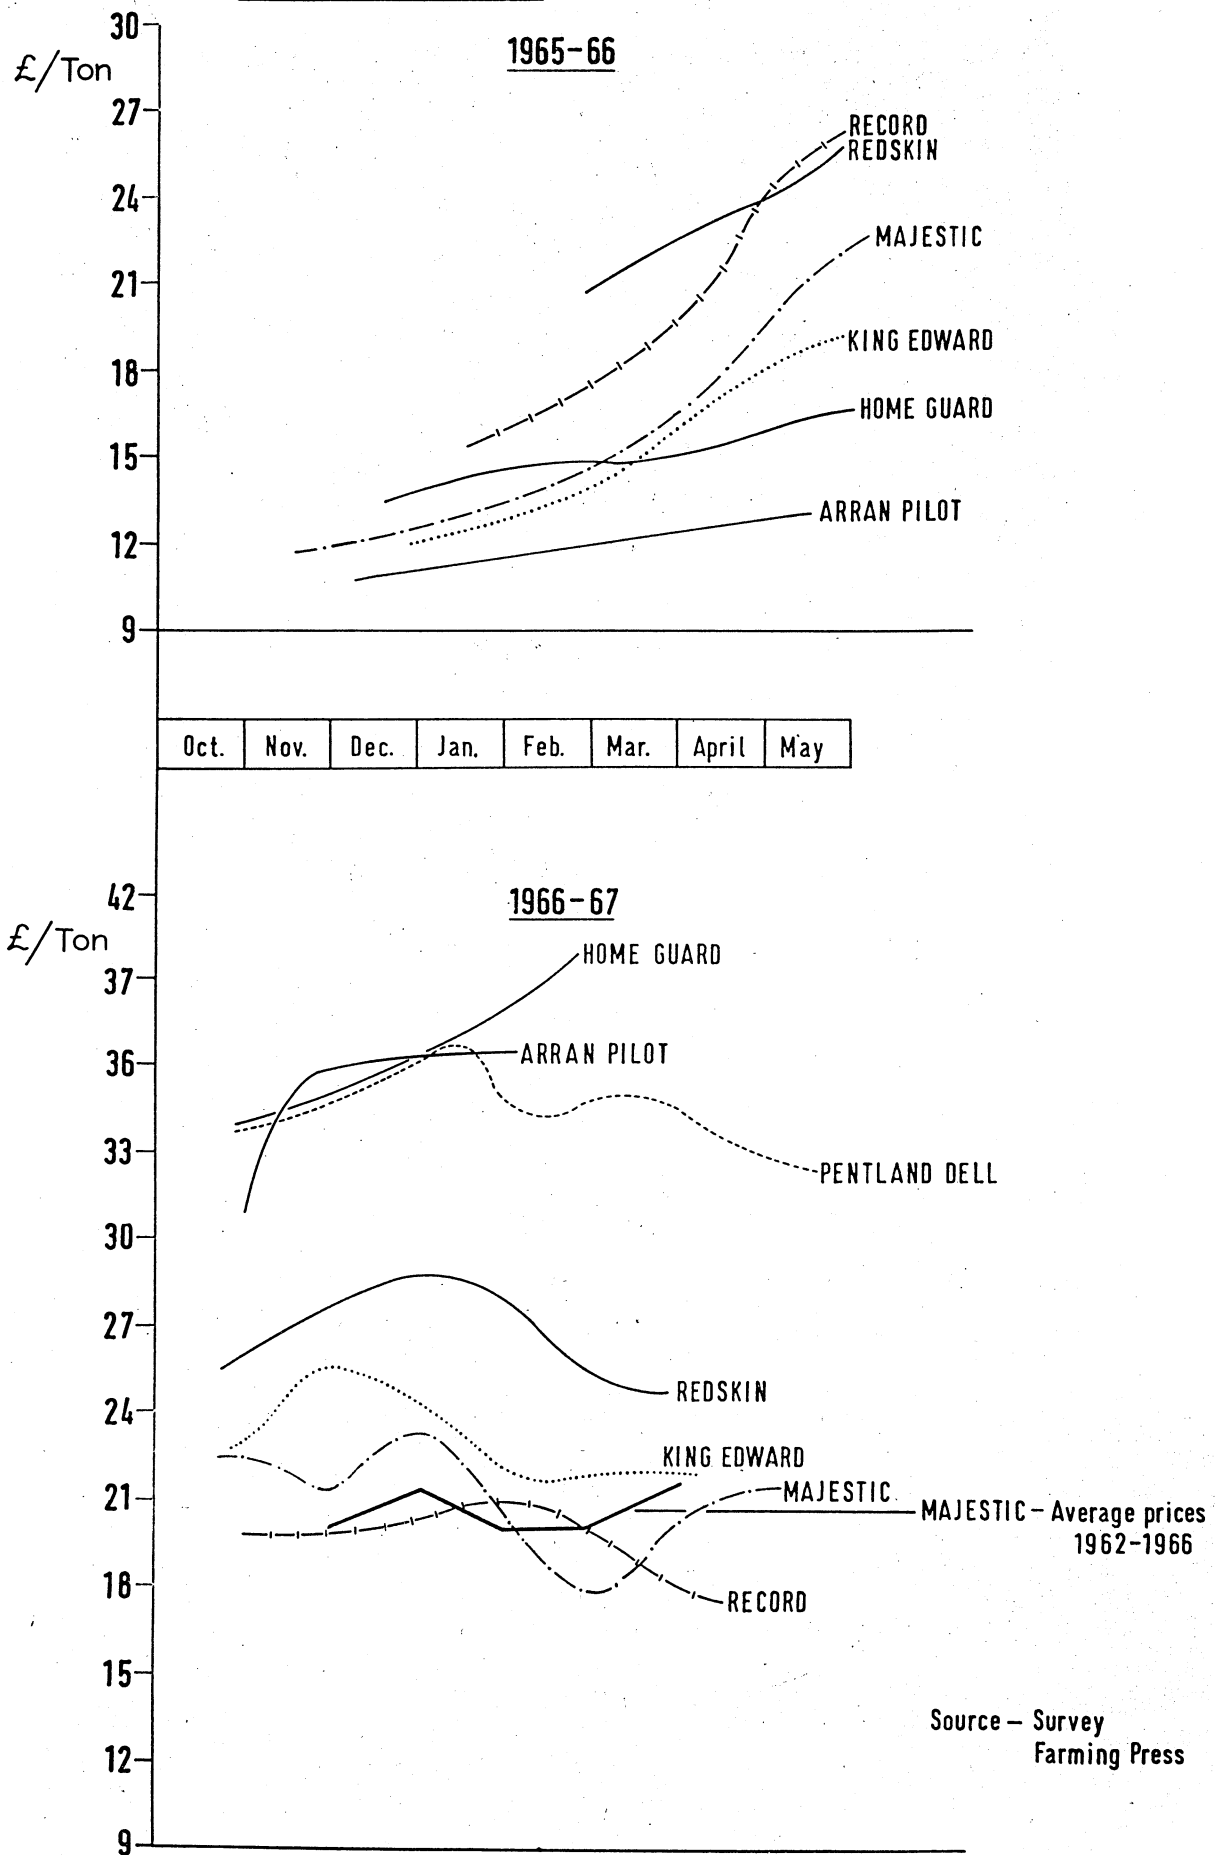 30
1965-66
£/Ton
27
RECORD
REDSKIN
24
MAJESTIC
21
KING EDWARD
18
HOME GUARD
15
ARRAN PILOT
12
9
Oct. Nov. Dec. Jan. Feb. Mar. April May
42
1966-67
£/Ton
HOME GUARD
37
ARRAN PILOT
36
33
PENTLAND DELL
30
27
REDSKIN
24
KING EDWARD
21
MAJESTIC
MAJESTIC - Average prices
1962-1966
18
RECORD
15
Source - Survey
Farming Press
12
9